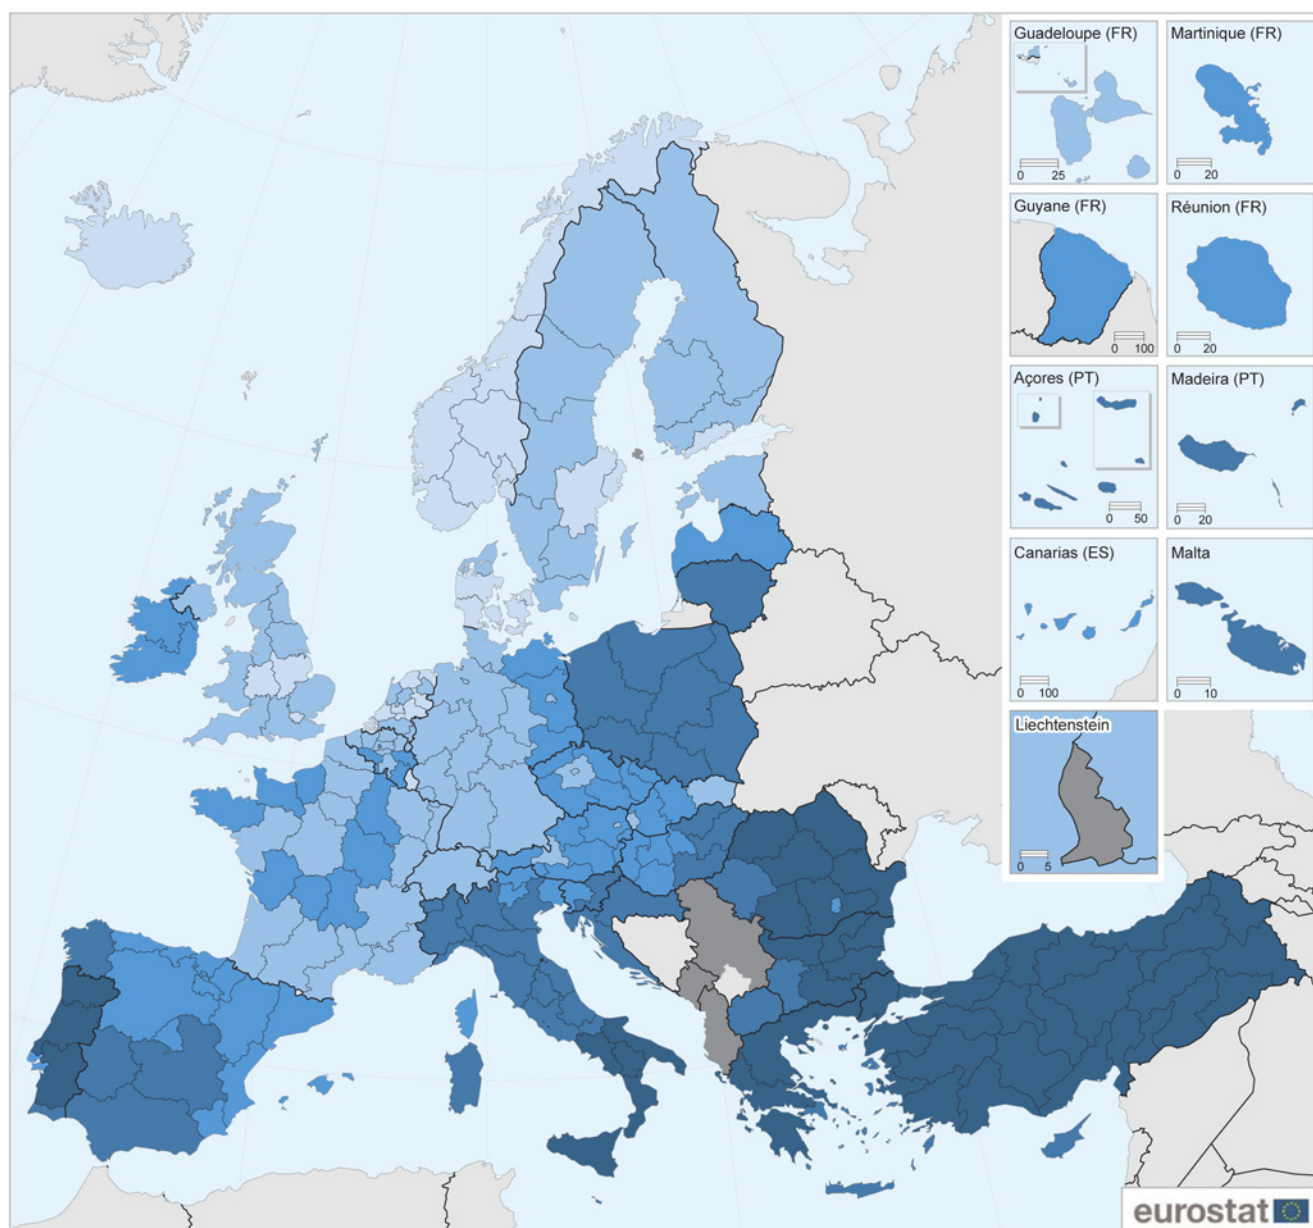 Guadeloupe (FR)
0 25
Martinique (FR)
0 20
Guyane (FR)
0 100
Réunion (FR)
0 20
Açores (PT)
0 50
Madeira (PT)
0 20
Canarias (ES)
0 100
Malta
0 10
Liechtenstein
0 5
eurostat